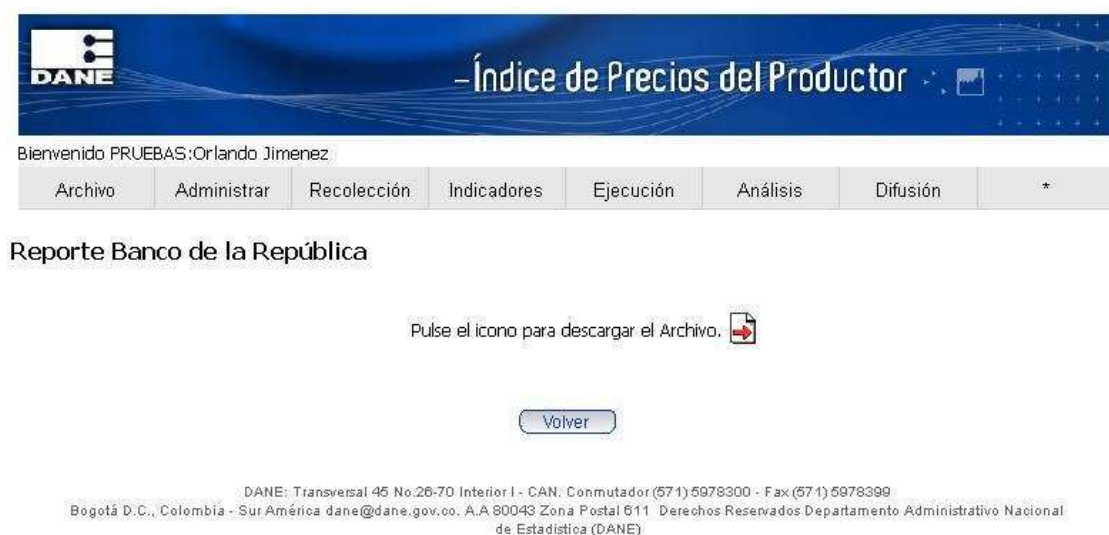 DANE
–Índice de Precios del Productor
Bienvenido PRUEBAS:Orlando Jimenez
Archivo Administrar Recolección Indicadores Ejecución Análisis Difusión *
Reporte Banco de la República
Pulse el icono para descargar el Archivo.
Volver
DANE: Transversal 45 No.26-70 Interior I - CAN. Conmutador (571) 5978300 - Fax (571) 5978399
Bogotá D.C., Colombia - Sur América dane@dane.gov.co. A.A 80043 Zona Postal 611 Derechos Reservados Departamento Administrativo Nacional
de Estadistica (DANE)